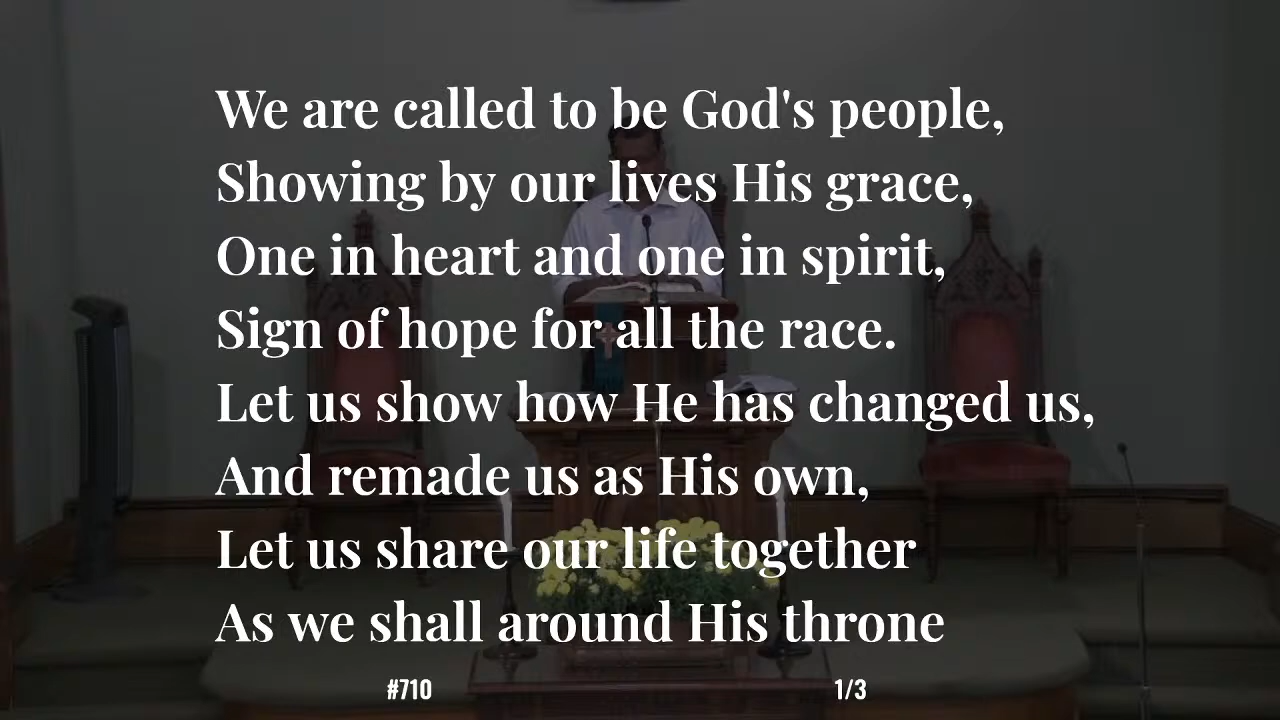 We are called to be God's people,
Showing by our lives His grace,
One in heart and one in spirit,
Sign of hope for all the race.
Let us show how He has changed us,
And remade us as His own,
Let us share our life together
As we shall around His throne
#710
1/3